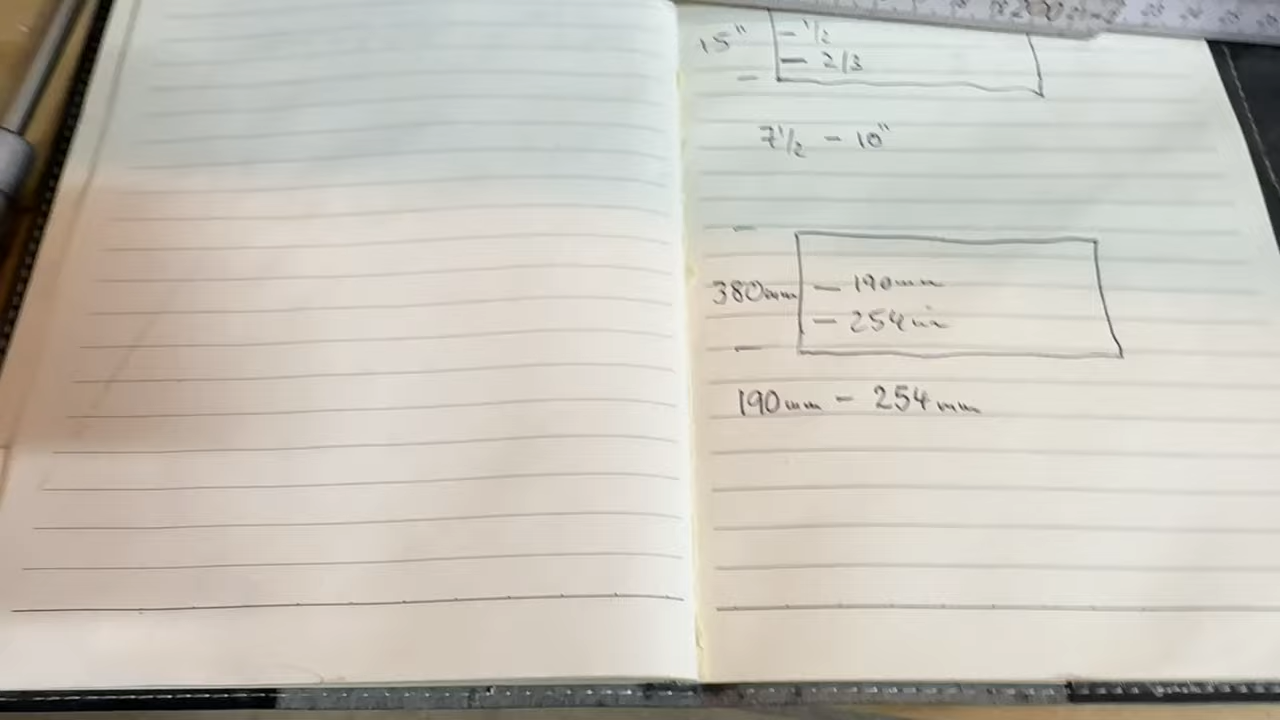 15" - 1/2
- 2/3
7 1/2 - 10"
380mm - 190mm
- 254mm
190mm - 254mm